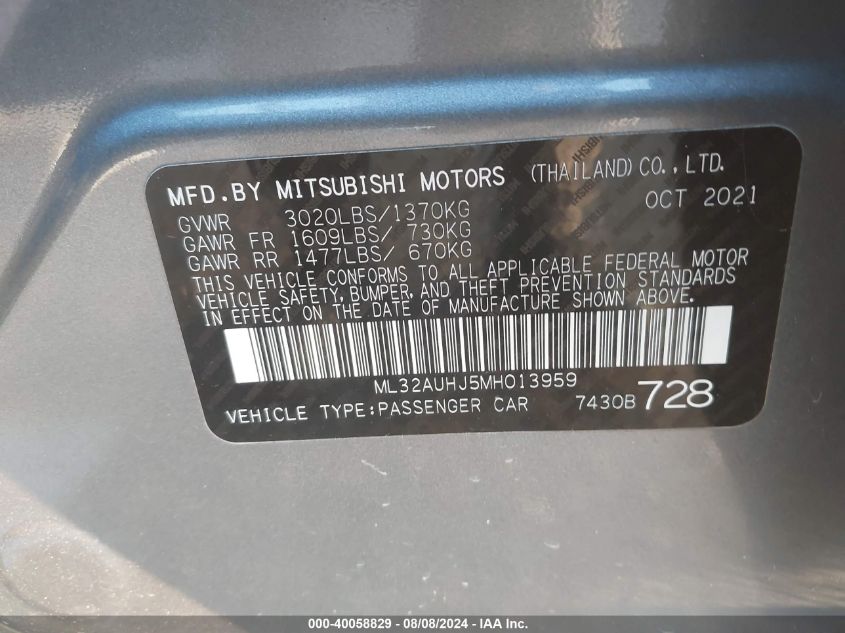 MFD.BY MITSUBISHI MOTORS (THAILAND) CO.,LTD.
GVWR 3020LBS/1370KG OCT 2021
GAWR FR 1609LBS/ 730KG
GAWR RR 1477LBS/ 670KG
THIS VEHICLE CONFORMS TO ALL APPLICABLE FEDERAL MOTOR
VEHICLE SAFETY, BUMPER, AND THEFT PREVENTION STANDARDS
IN EFFECT ON THE DATE OF MANUFACTURE SHOWN ABOVE.
ML32AUHJ5MH013959
VEHICLE TYPE:PASSENGER CAR 7430B 728
000-40058829 - 08/08/2024 - IAA Inc.